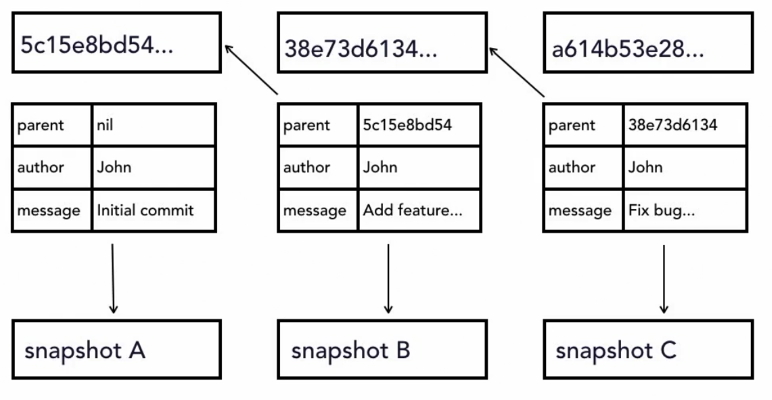 5c15e8bd54...
38e73d6134...
a614b53e28...
parent nil
author John
message Initial commit
parent 5c15e8bd54
author John
message Add feature...
parent 38e73d6134
author John
message Fix bug...
snapshot A
snapshot B
snapshot C